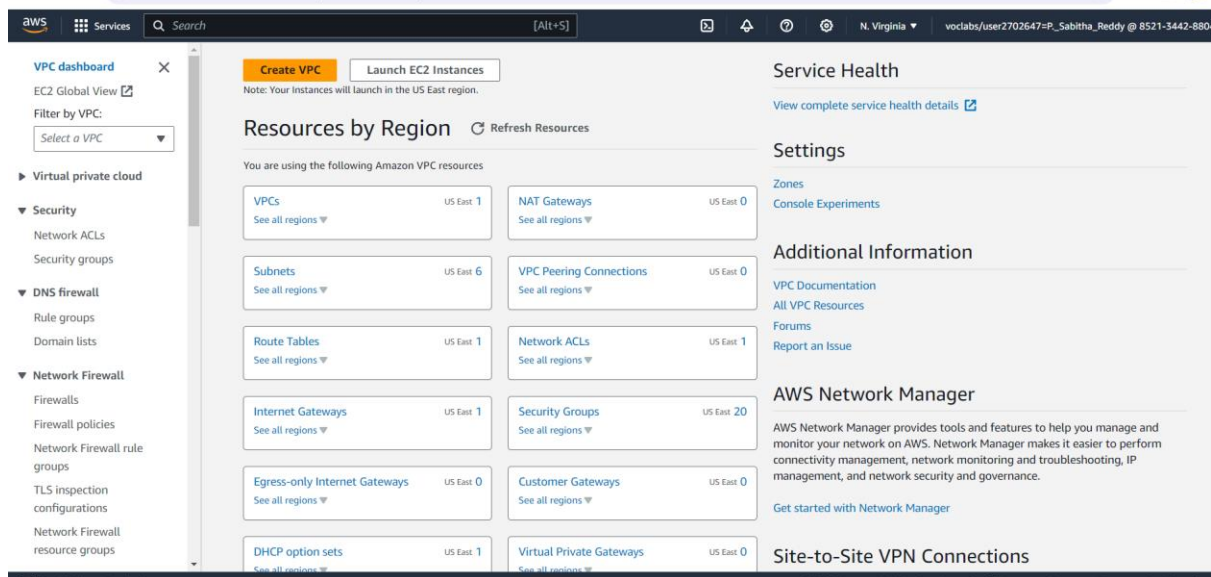 aws
Services
Search
[Alt+S]
N. Virginia
voclabs/user2702647=P._Sabitha_Reddy @ 8521-3442-880
VPC dashboard
EC2 Global View
Filter by VPC:
Select a VPC
Virtual private cloud
Security
Network ACLs
Security groups
DNS firewall
Rule groups
Domain lists
Network Firewall
Firewalls
Firewall policies
Network Firewall rule
groups
TLS inspection
configurations
Network Firewall
resource groups
Create VPC
Launch EC2 Instances
Note: Your Instances will launch in the US East region.
Resources by Region
Refresh Resources
You are using the following Amazon VPC resources
VPCs US East 1
See all regions
NAT Gateways US East 0
See all regions
Subnets US East 6
See all regions
VPC Peering Connections US East 0
See all regions
Route Tables US East 1
See all regions
Network ACLs US East 1
See all regions
Internet Gateways US East 1
See all regions
Security Groups US East 20
See all regions
Egress-only Internet Gateways US East 0
See all regions
Customer Gateways US East 0
See all regions
DHCP option sets US East 1
See all regions
Virtual Private Gateways US East 0
See all regions
Service Health
View complete service health details
Settings
Zones
Console Experiments
Additional Information
VPC Documentation
All VPC Resources
Forums
Report an Issue
AWS Network Manager
AWS Network Manager provides tools and features to help you manage and
monitor your network on AWS. Network Manager makes it easier to perform
connectivity management, network monitoring and troubleshooting, IP
management, and network security and governance.
Get started with Network Manager
Site-to-Site VPN Connections